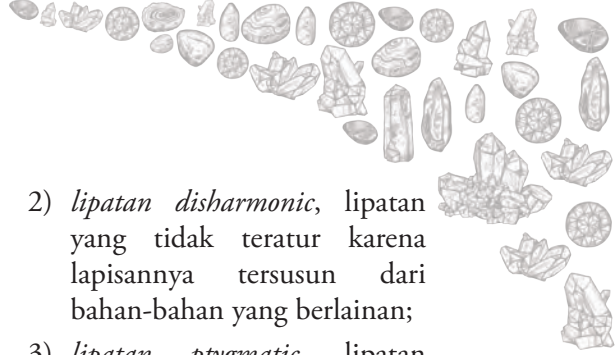 2) lipatan disharmonic, lipatan
yang tidak teratur karena
lapisannya tersusun dari
bahan-bahan yang berlainan;
3) lipatan ptygmatic, lipatan